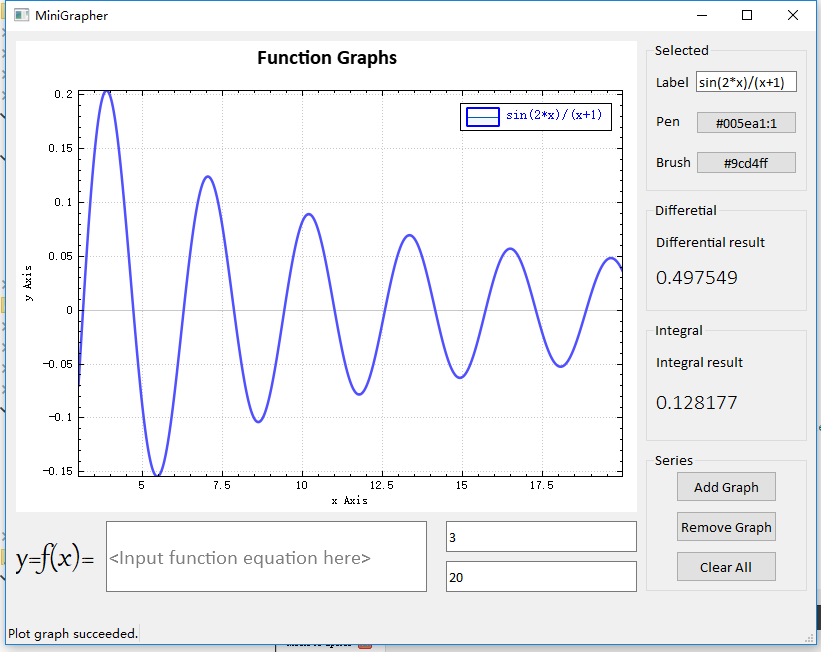 MiniGrapher
Function Graphs
sin(2*x)/(x+1)
0.2
0.15
0.1
0.05
0
-0.05
-0.1
-0.15
y Axis
5
7.5
10
12.5
15
17.5
x Axis
Selected
Label sin(2*x)/(x+1)
Pen #005ea1:1
Brush #9cd4ff
Differetial
Differential result
0.497549
Integral
Integral result
0.128177
Series
Add Graph
Remove Graph
Clear All
y=f(x)=
<Input function equation here>
3
20
Plot graph succeeded.